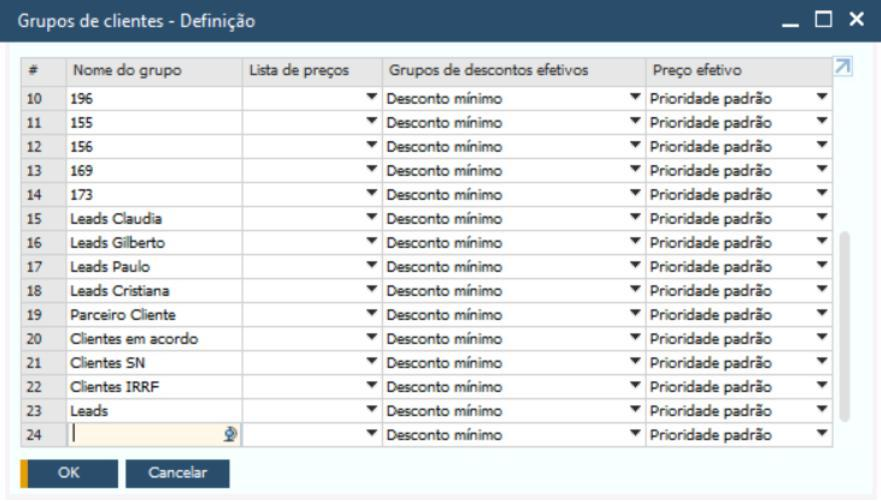 Grupos de clientes - Definição
# Nome do grupo Lista de preços Grupos de descontos efetivos Preço efetivo
10 196 Desconto mínimo Prioridade padrão
11 155 Desconto mínimo Prioridade padrão
12 156 Desconto mínimo Prioridade padrão
13 169 Desconto mínimo Prioridade padrão
14 173 Desconto mínimo Prioridade padrão
15 Leads Claudia Desconto mínimo Prioridade padrão
16 Leads Gilberto Desconto mínimo Prioridade padrão
17 Leads Paulo Desconto mínimo Prioridade padrão
18 Leads Cristiana Desconto mínimo Prioridade padrão
19 Parceiro Cliente Desconto mínimo Prioridade padrão
20 Clientes em acordo Desconto mínimo Prioridade padrão
21 Clientes SN Desconto mínimo Prioridade padrão
22 Clientes IRRF Desconto mínimo Prioridade padrão
23 Leads Desconto mínimo Prioridade padrão
24 Desconto mínimo Prioridade padrão
OK Cancelar